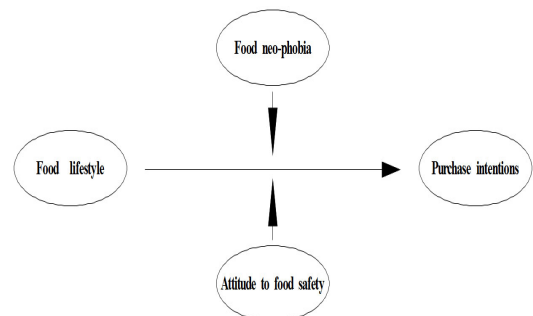 Food neo-phobia
Food lifestyle
Purchase intentions
Attitude to food safety